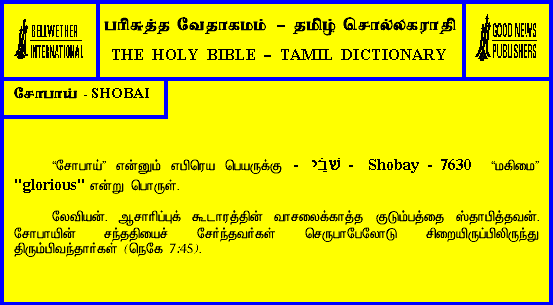 BELLWETHER
INTERNATIONAL
பரிசுத்த வேதாகமம் – தமிழ் சொல்லகராதி
THE HOLY BIBLE – TAMIL DICTIONARY
GOOD NEWS
PUBLISHERS
சோபாய் - SHOBAI
“சோபாய்” என்னும் எபிரெய பெயருக்கு - שֹׁבָי - Shobay - 7630 “மகிமை”
"glorious" என்று பொருள்.
லேவியன். ஆசாரிப்புக் கூடாரத்தின் வாசலைக்காத்த குடும்பத்தை ஸ்தாபித்தவன்.
சோபாயின் சந்ததியைச் சேர்ந்தவர்கள் செருபாபேலோடு சிறையிருப்பிலிருந்து
திரும்பிவந்தார்கள் (நெகே 7:45).